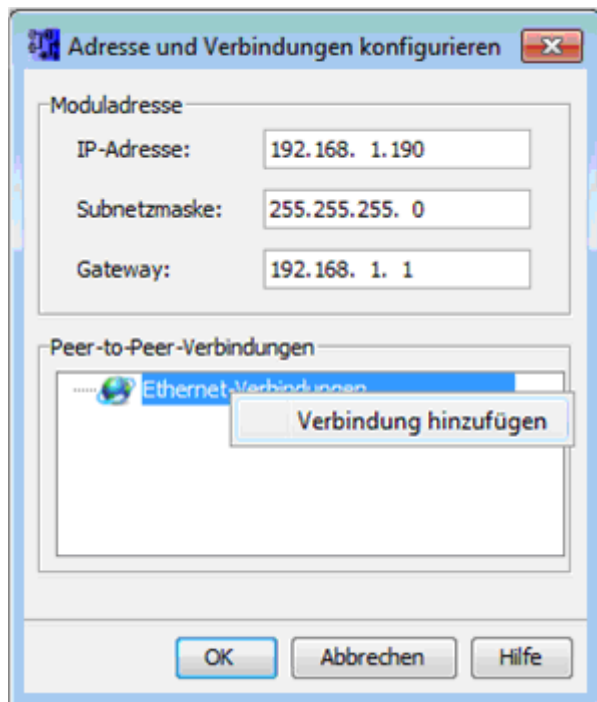 Adresse und Verbindungen konfigurieren
Moduladresse
IP-Adresse: 192.168. 1.190
Subnetzmaske: 255.255.255. 0
Gateway: 192.168. 1. 1
Peer-to-Peer-Verbindungen
Ethernet-Verbindungen
Verbindung hinzufügen
OK Abbrechen Hilfe